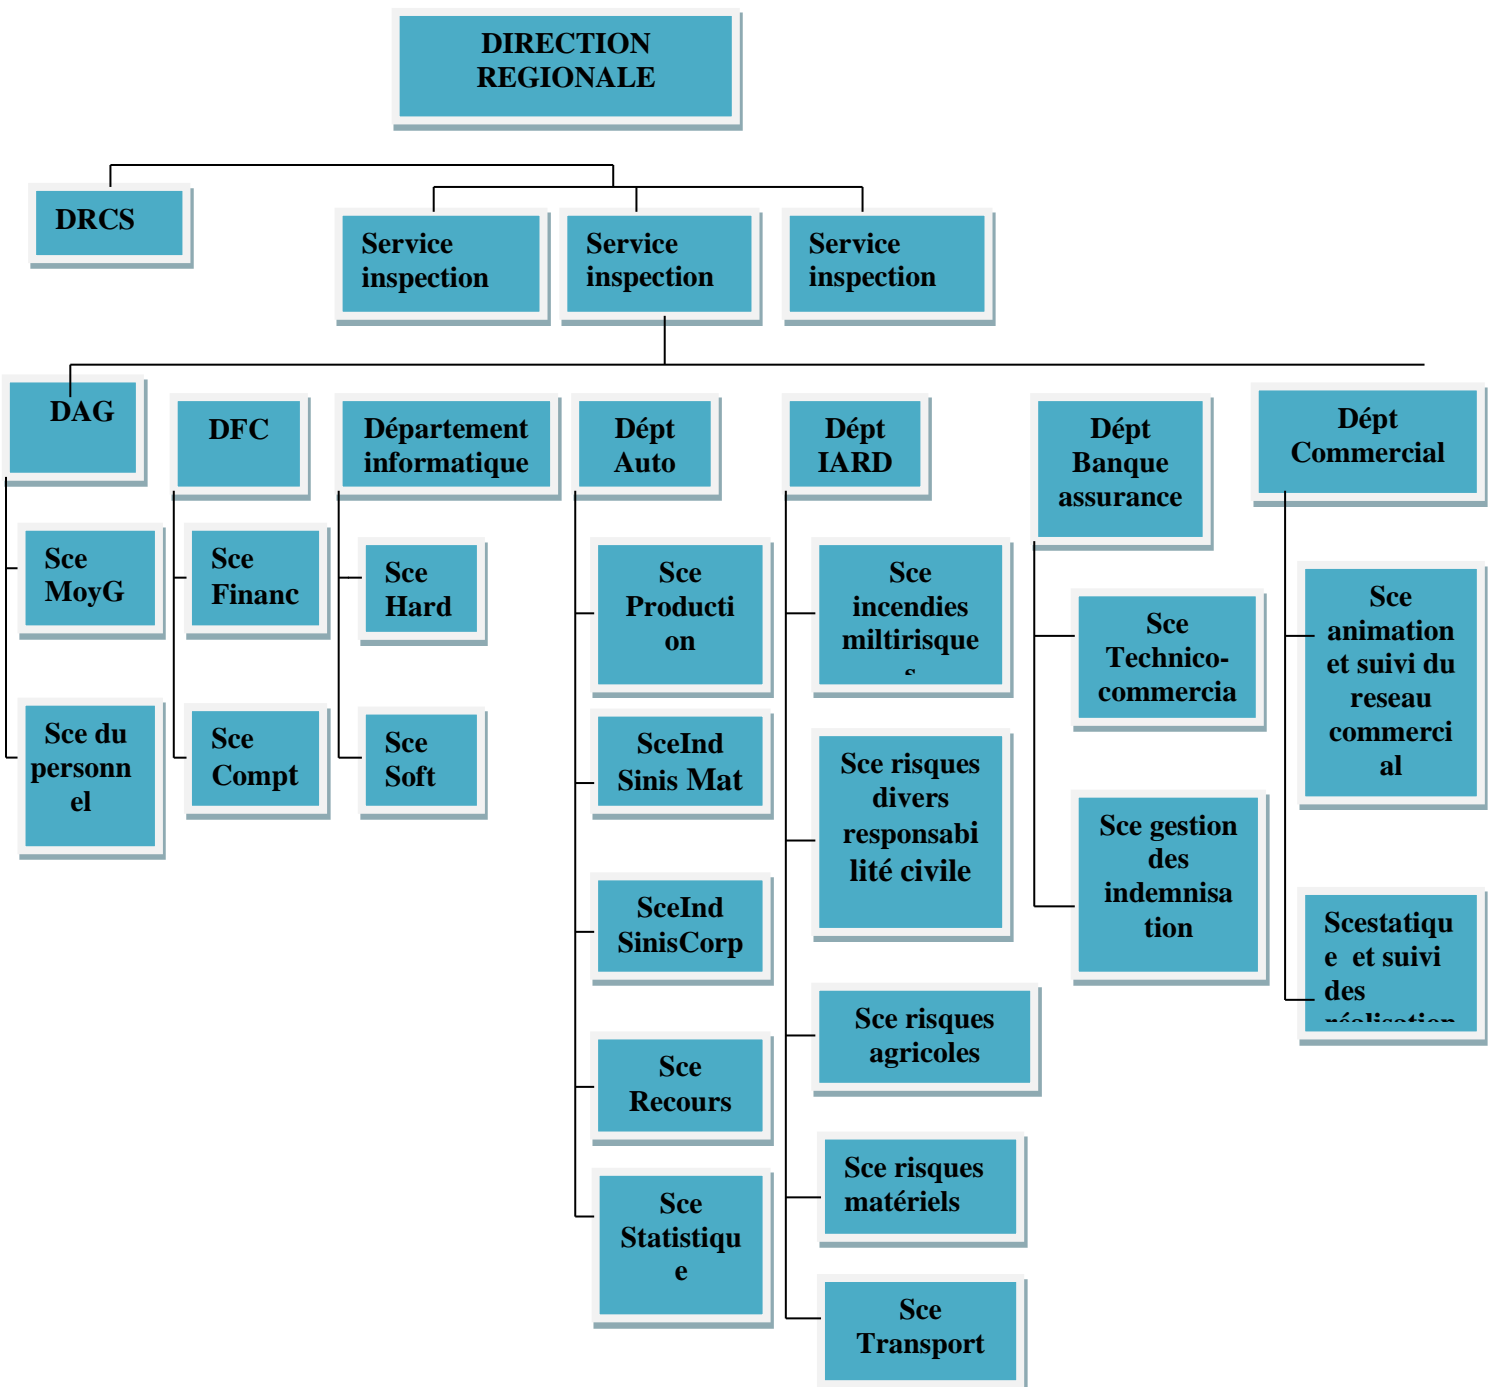 DIRECTION
REGIONALE
DRCS
Service
inspection
Service
inspection
Service
inspection
DAG
DFC
Département
informatique
Dépt
Auto
Dépt
IARD
Dépt
Banque
assurance
Dépt
Commercial
Sce
MoyG
Sce du
personn
el
Sce
Financ
Sce
Compt
Sce
Hard
Sce
Soft
Sce
Producti
on
SceInd
Sinis Mat
SceInd
SinisCorp
Sce
Recours
Sce
Statistiqu
e
Sce
incendies
miltirisque
s
Sce risques
divers
responsabi
lité civile
Sce risques
agricoles
Sce risques
matériels
Sce
Transport
Sce
Technico-
commercia
Sce gestion
des
indemnisa
tion
Sce
animation
et suivi du
reseau
commerci
al
Scestatiqu
e et suivi
des
réalisation